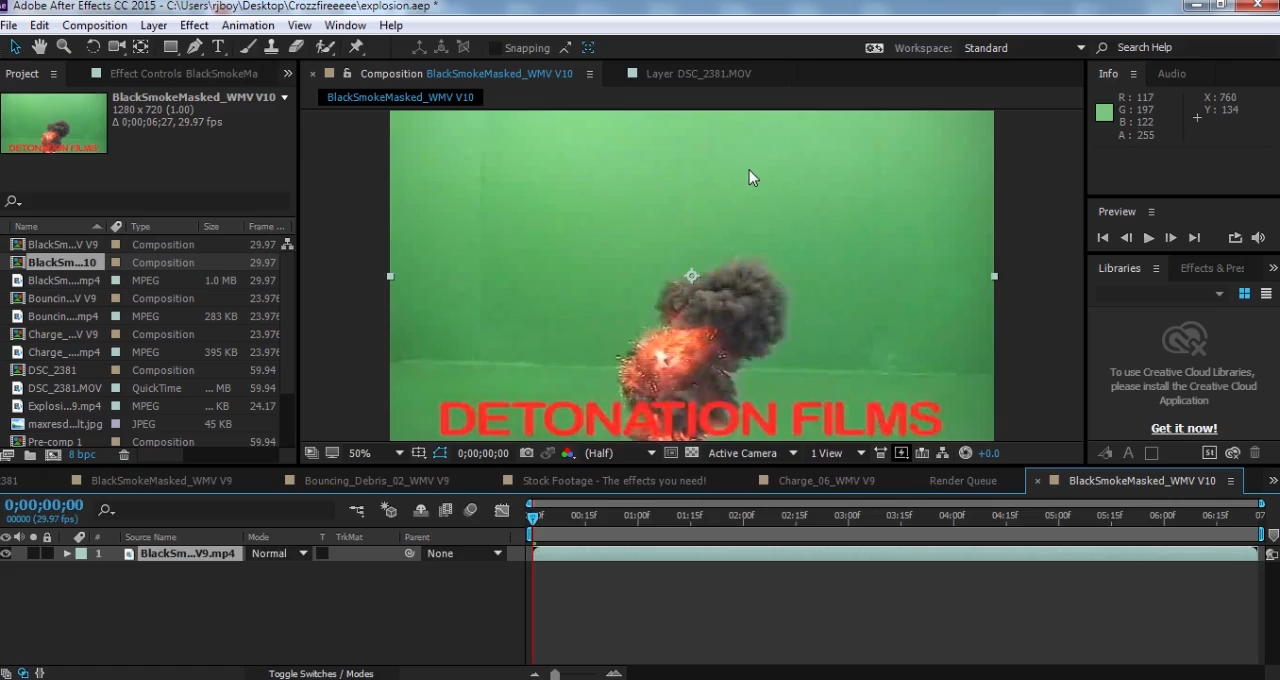 Adobe After Effects CC 2015 - C:\Users\rjboy\Desktop\Crozzfireeeee\explosion.aep *
File Edit Composition Layer Effect Animation View Window Help
Snapping Workspace: Standard Search Help
Project Effect Controls BlackSmokeMa Composition BlackSmokeMasked_WMV V10 Layer DSC_2381.MOV Info Audio
BlackSmokeMasked_WMV V10
1280 x 720 (1.00)
Δ 0;00;06;27, 29.97 fps
BlackSmokeMasked_WMV V10
R: 117
G: 197
B: 122
A: 255
X: 760
Y: 134
DETONATION FILMS
Preview
Name Type Size Frame ...
BlackSm...V V9 Composition 29.97
BlackSm...10 Composition 29.97
BlackSm....mp4 MPEG 1.0 MB 29.97
Bouncin...V V9 Composition 23.976
Bouncin....mp4 MPEG 283 KB 23.976
Charge_...V V9 Composition 23.976
Charge_....mp4 MPEG 395 KB 23.976
DSC_2381 Composition 59.94
DSC_2381.MOV QuickTime ... MB 59.94
Explosi...9.mp4 MPEG ... KB 24.17
maxresd...lt.jpg JPEG 45 KB
Pre-comp 1 Composition 59.94
8 bpc
DETONATION FILMS
Libraries Effects & Pres
To use Creative Cloud Libraries,
please install the Creative Cloud
Application
Get it now!
50% 0;00;00;00 (Half) Active Camera 1 View +0.0
2381 BlackSmokeMasked_WMV V9 Bouncing_Debris_02_WMV V9 Stock Footage - The effects you need! Charge_06_WMV V9 Render Queue BlackSmokeMasked_WMV V10
0;00;00;00
00000 (29.97 fps)
00:15f 01:00f 01:15f 02:00f 02:15f 03:00f 03:15f 04:00f 04:15f 05:00f 05:15f 06:00f 06:15f 07
# Source Name Mode T TrkMat Parent
1 BlackSm...V9.mp4 Normal None
Toggle Switches / Modes